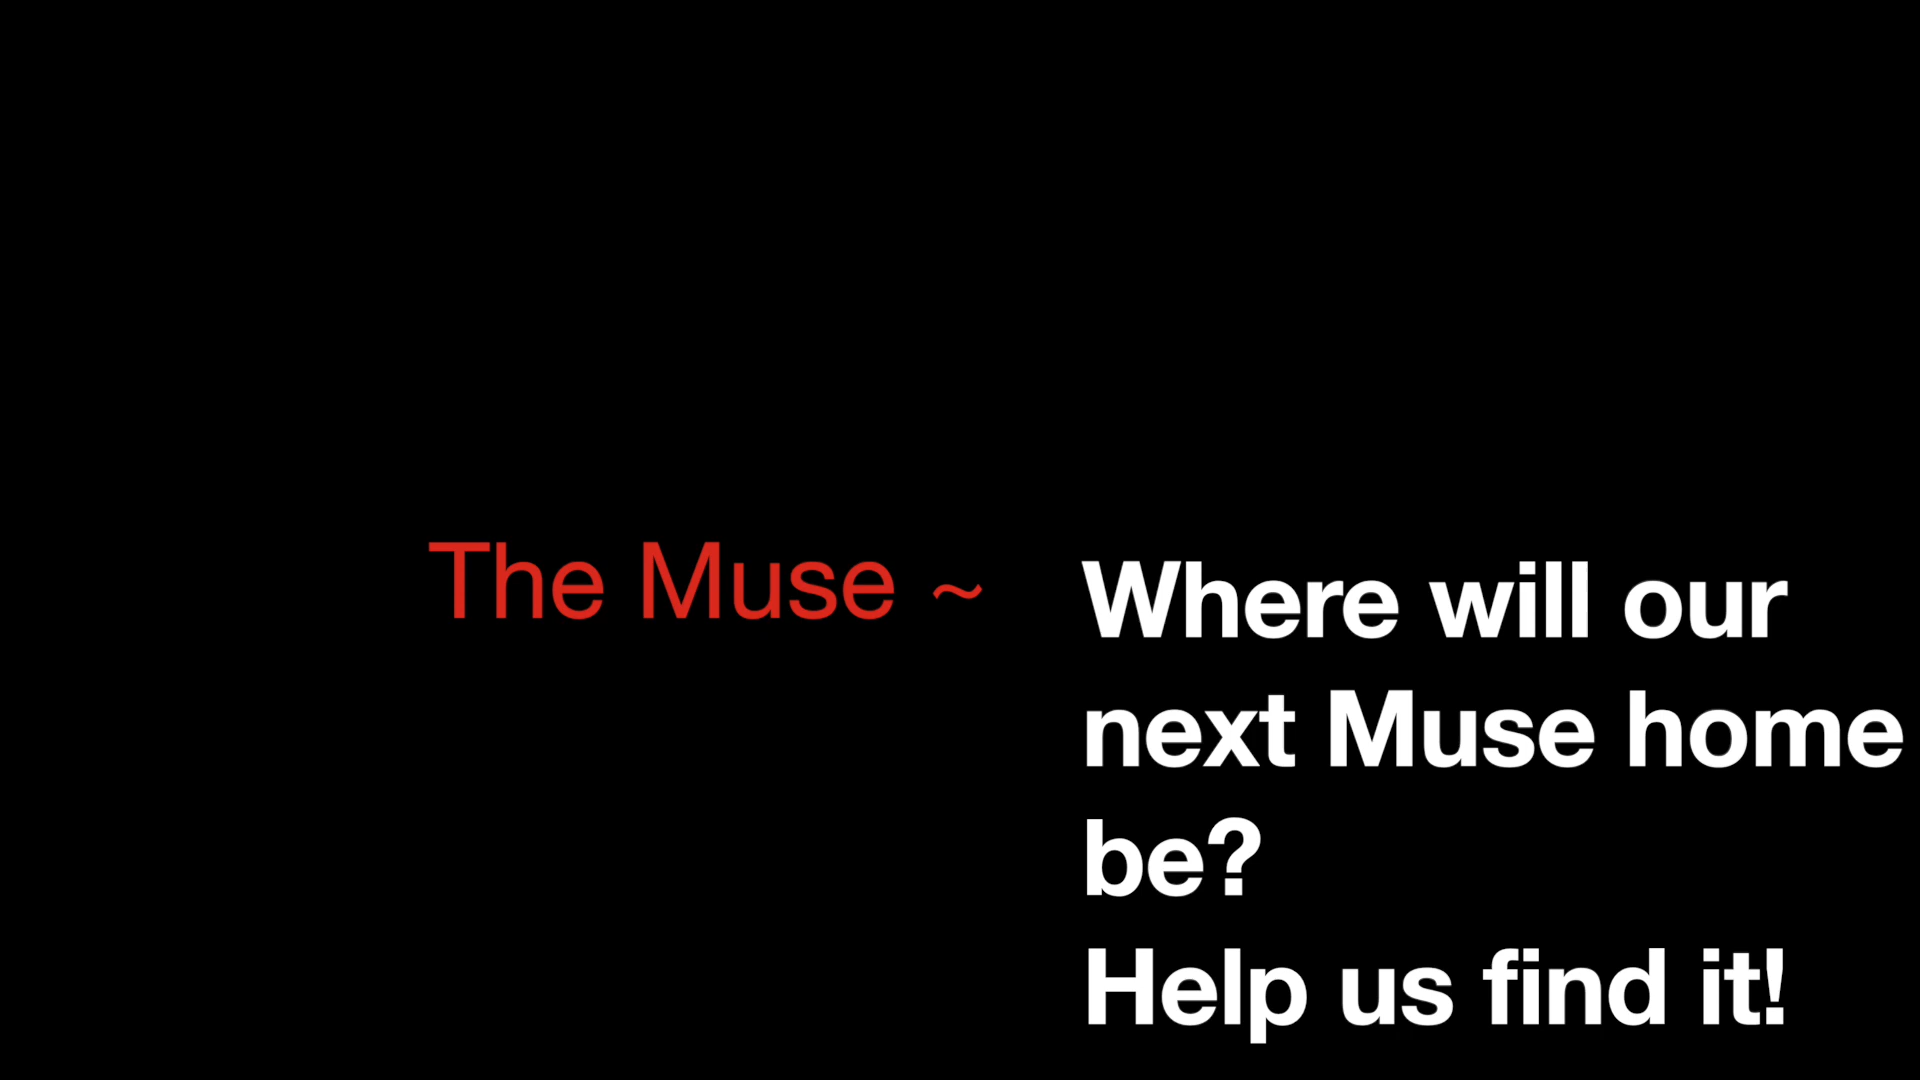 The Muse ~
Where will our
next Muse home
be?
Help us find it!